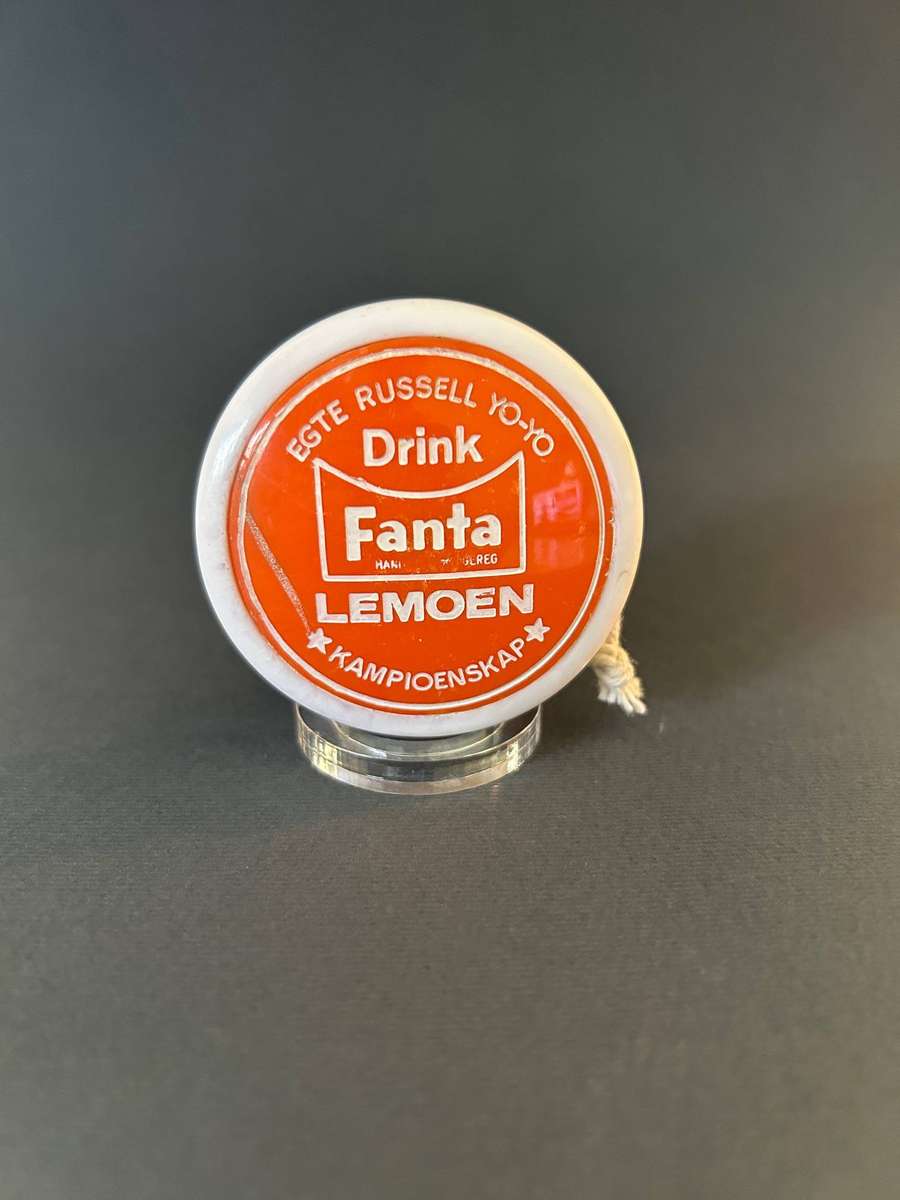 EGTE RUSSELL YO-YO
Drink
Fanta
LEMOEN
★ KAMPIOENSKAP ★